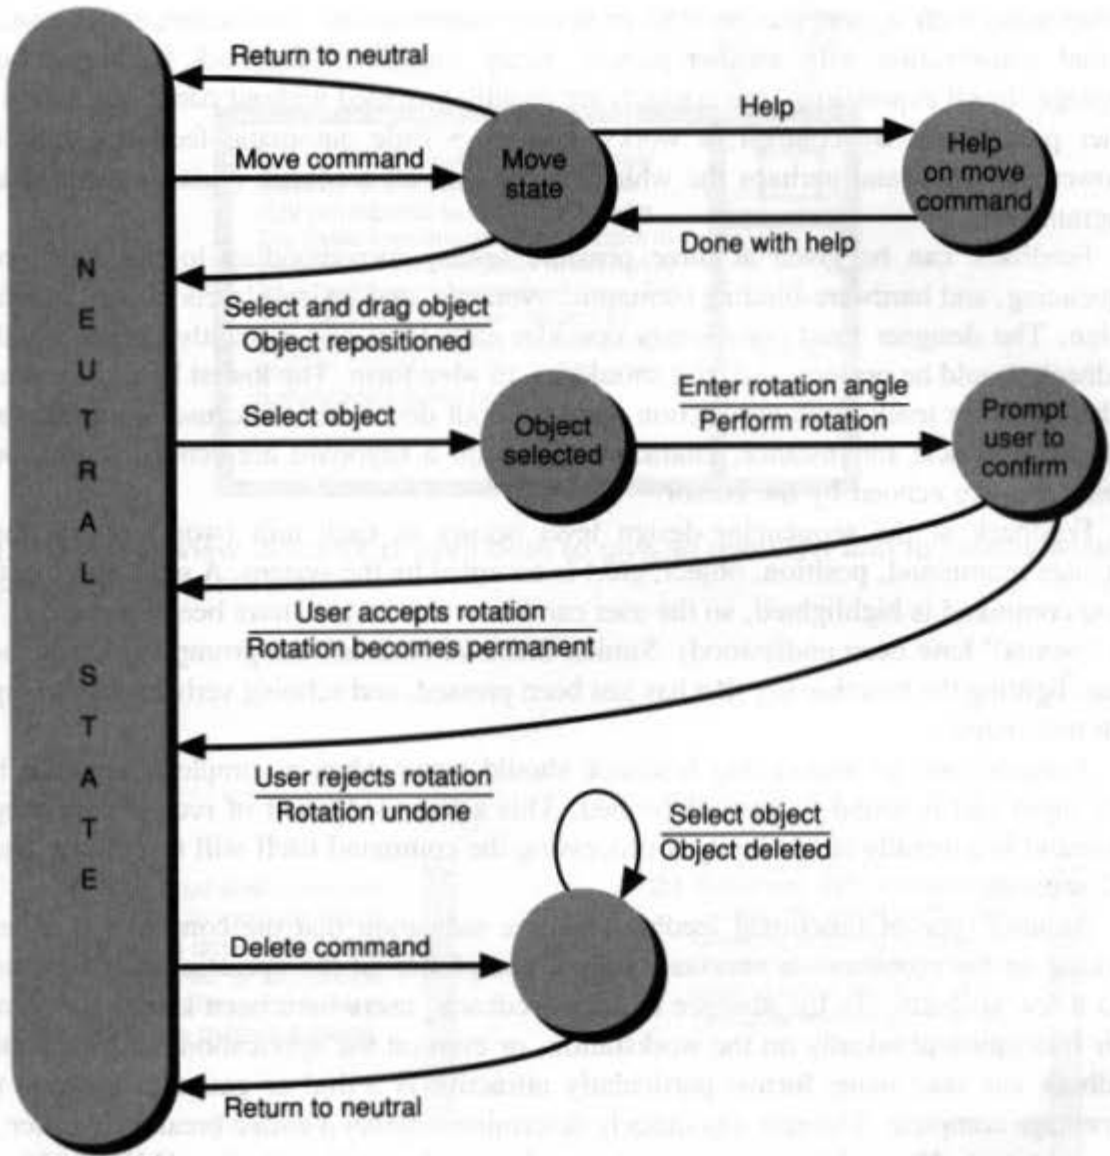 Return to neutral
Help
Move command
Move
state
Help
on move
command
Done with help
Select and drag object
Object repositioned
NEUTRAL STATE
Select object
Object
selected
Enter rotation angle
Perform rotation
Prompt
user to
confirm
User accepts rotation
Rotation becomes permanent
User rejects rotation
Rotation undone
Select object
Object deleted
Delete command
Return to neutral